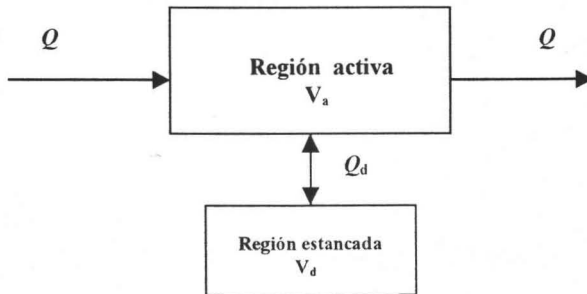 Q
Q
Región activa
Va
Qd
Región estancada
Vd